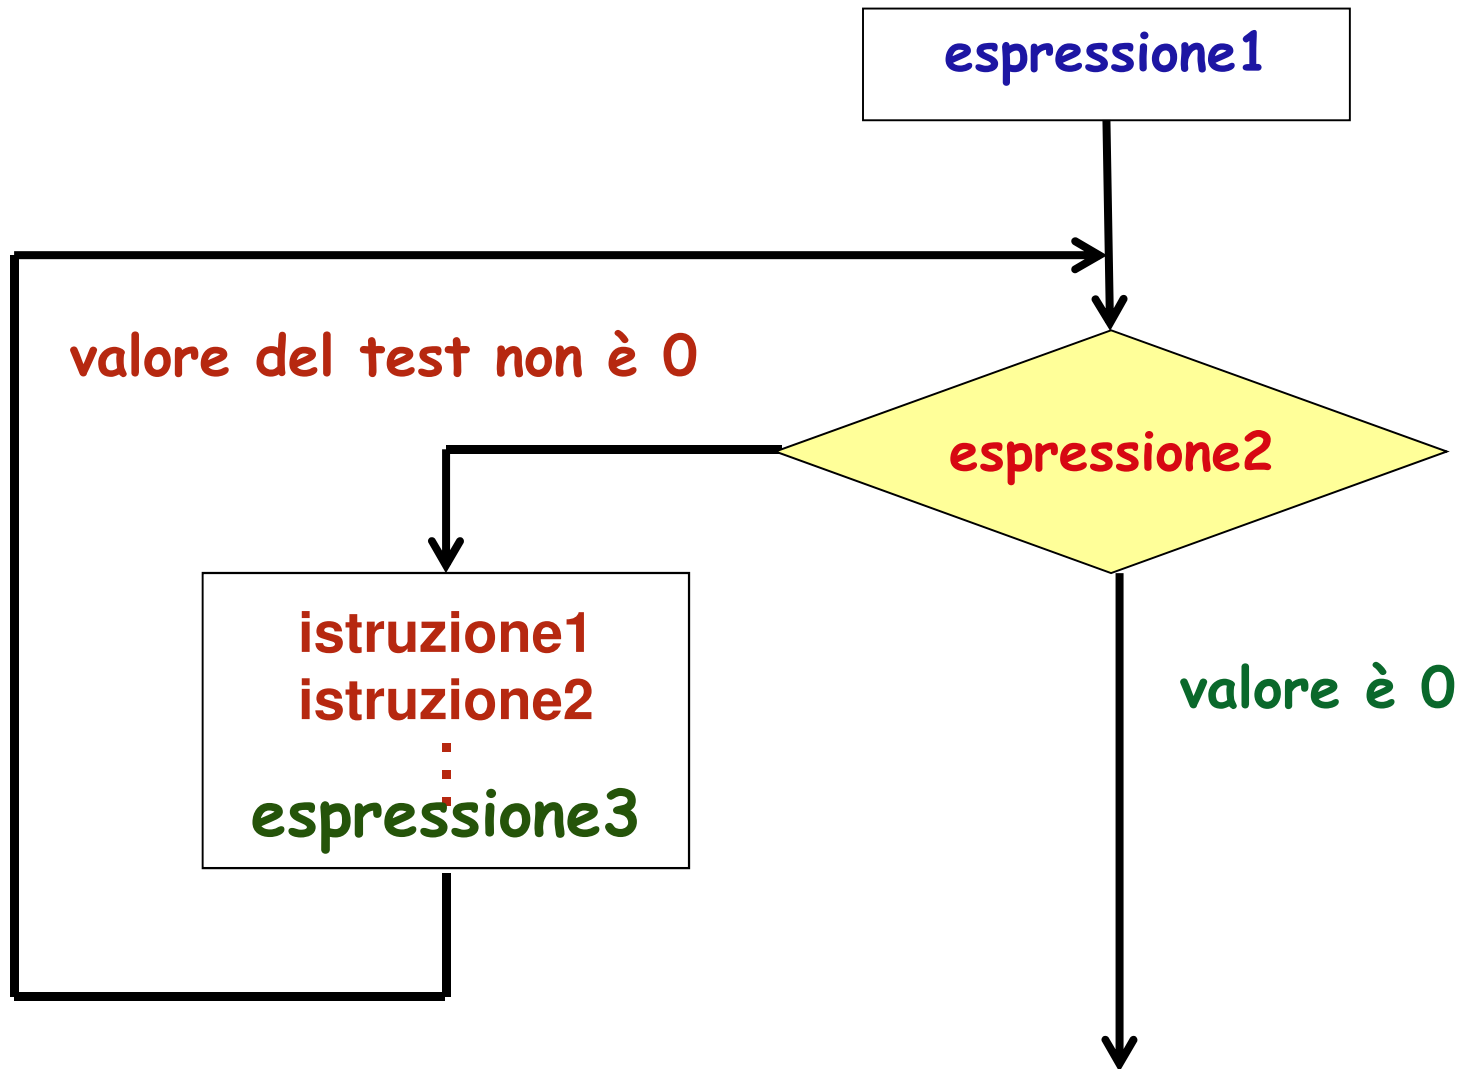 espressione1
valore del test non è 0
espressione2
istruzione1
istruzione2
espressione3
valore è 0